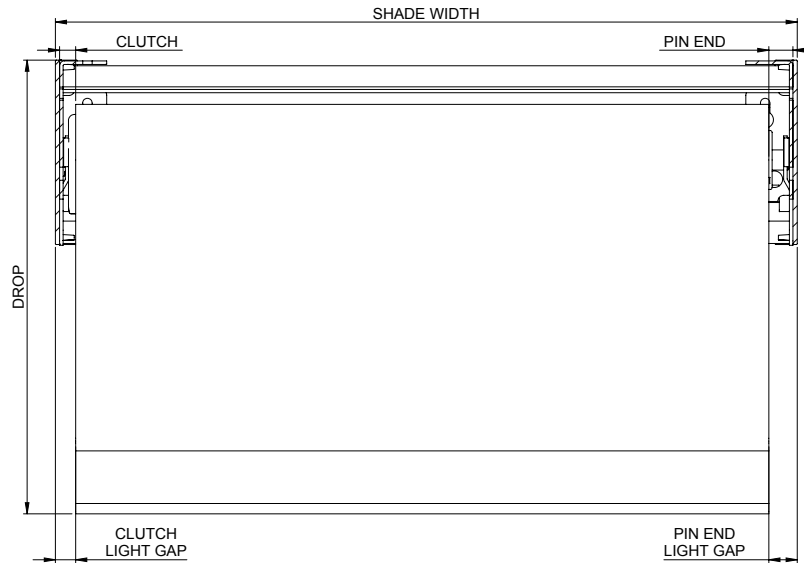 SHADE WIDTH
CLUTCH
PIN END
DROP
CLUTCH
LIGHT GAP
PIN END
LIGHT GAP